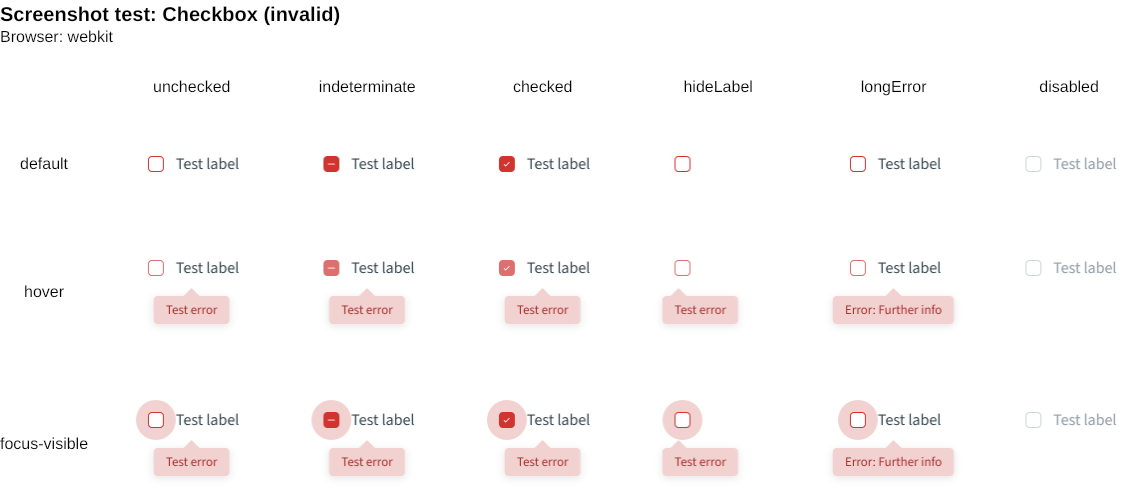 Screenshot test: Checkbox (invalid)
Browser: webkit
unchecked indeterminate checked hideLabel longError disabled
default Test label Test label Test label Test label Test label
hover Test label Test label Test label Test label Test label
Test error Test error Test error Test error Error: Further info
focus-visible Test label Test label Test label Test label Test label
Test error Test error Test error Test error Error: Further info